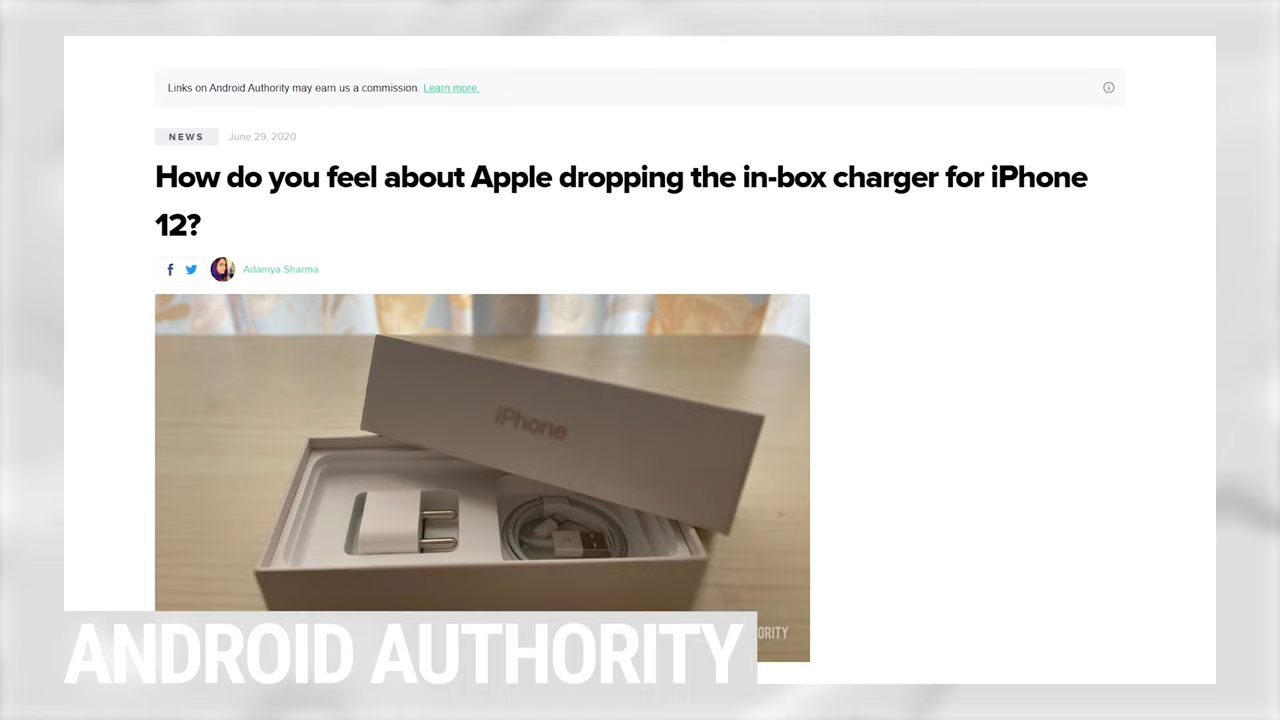 Links on Android Authority may earn us a commission. Learn more.
NEWS June 29, 2020
How do you feel about Apple dropping the in-box charger for iPhone
12?
Adamya Sharma
iPhone
ORITY
ANDROID AUTHORITY